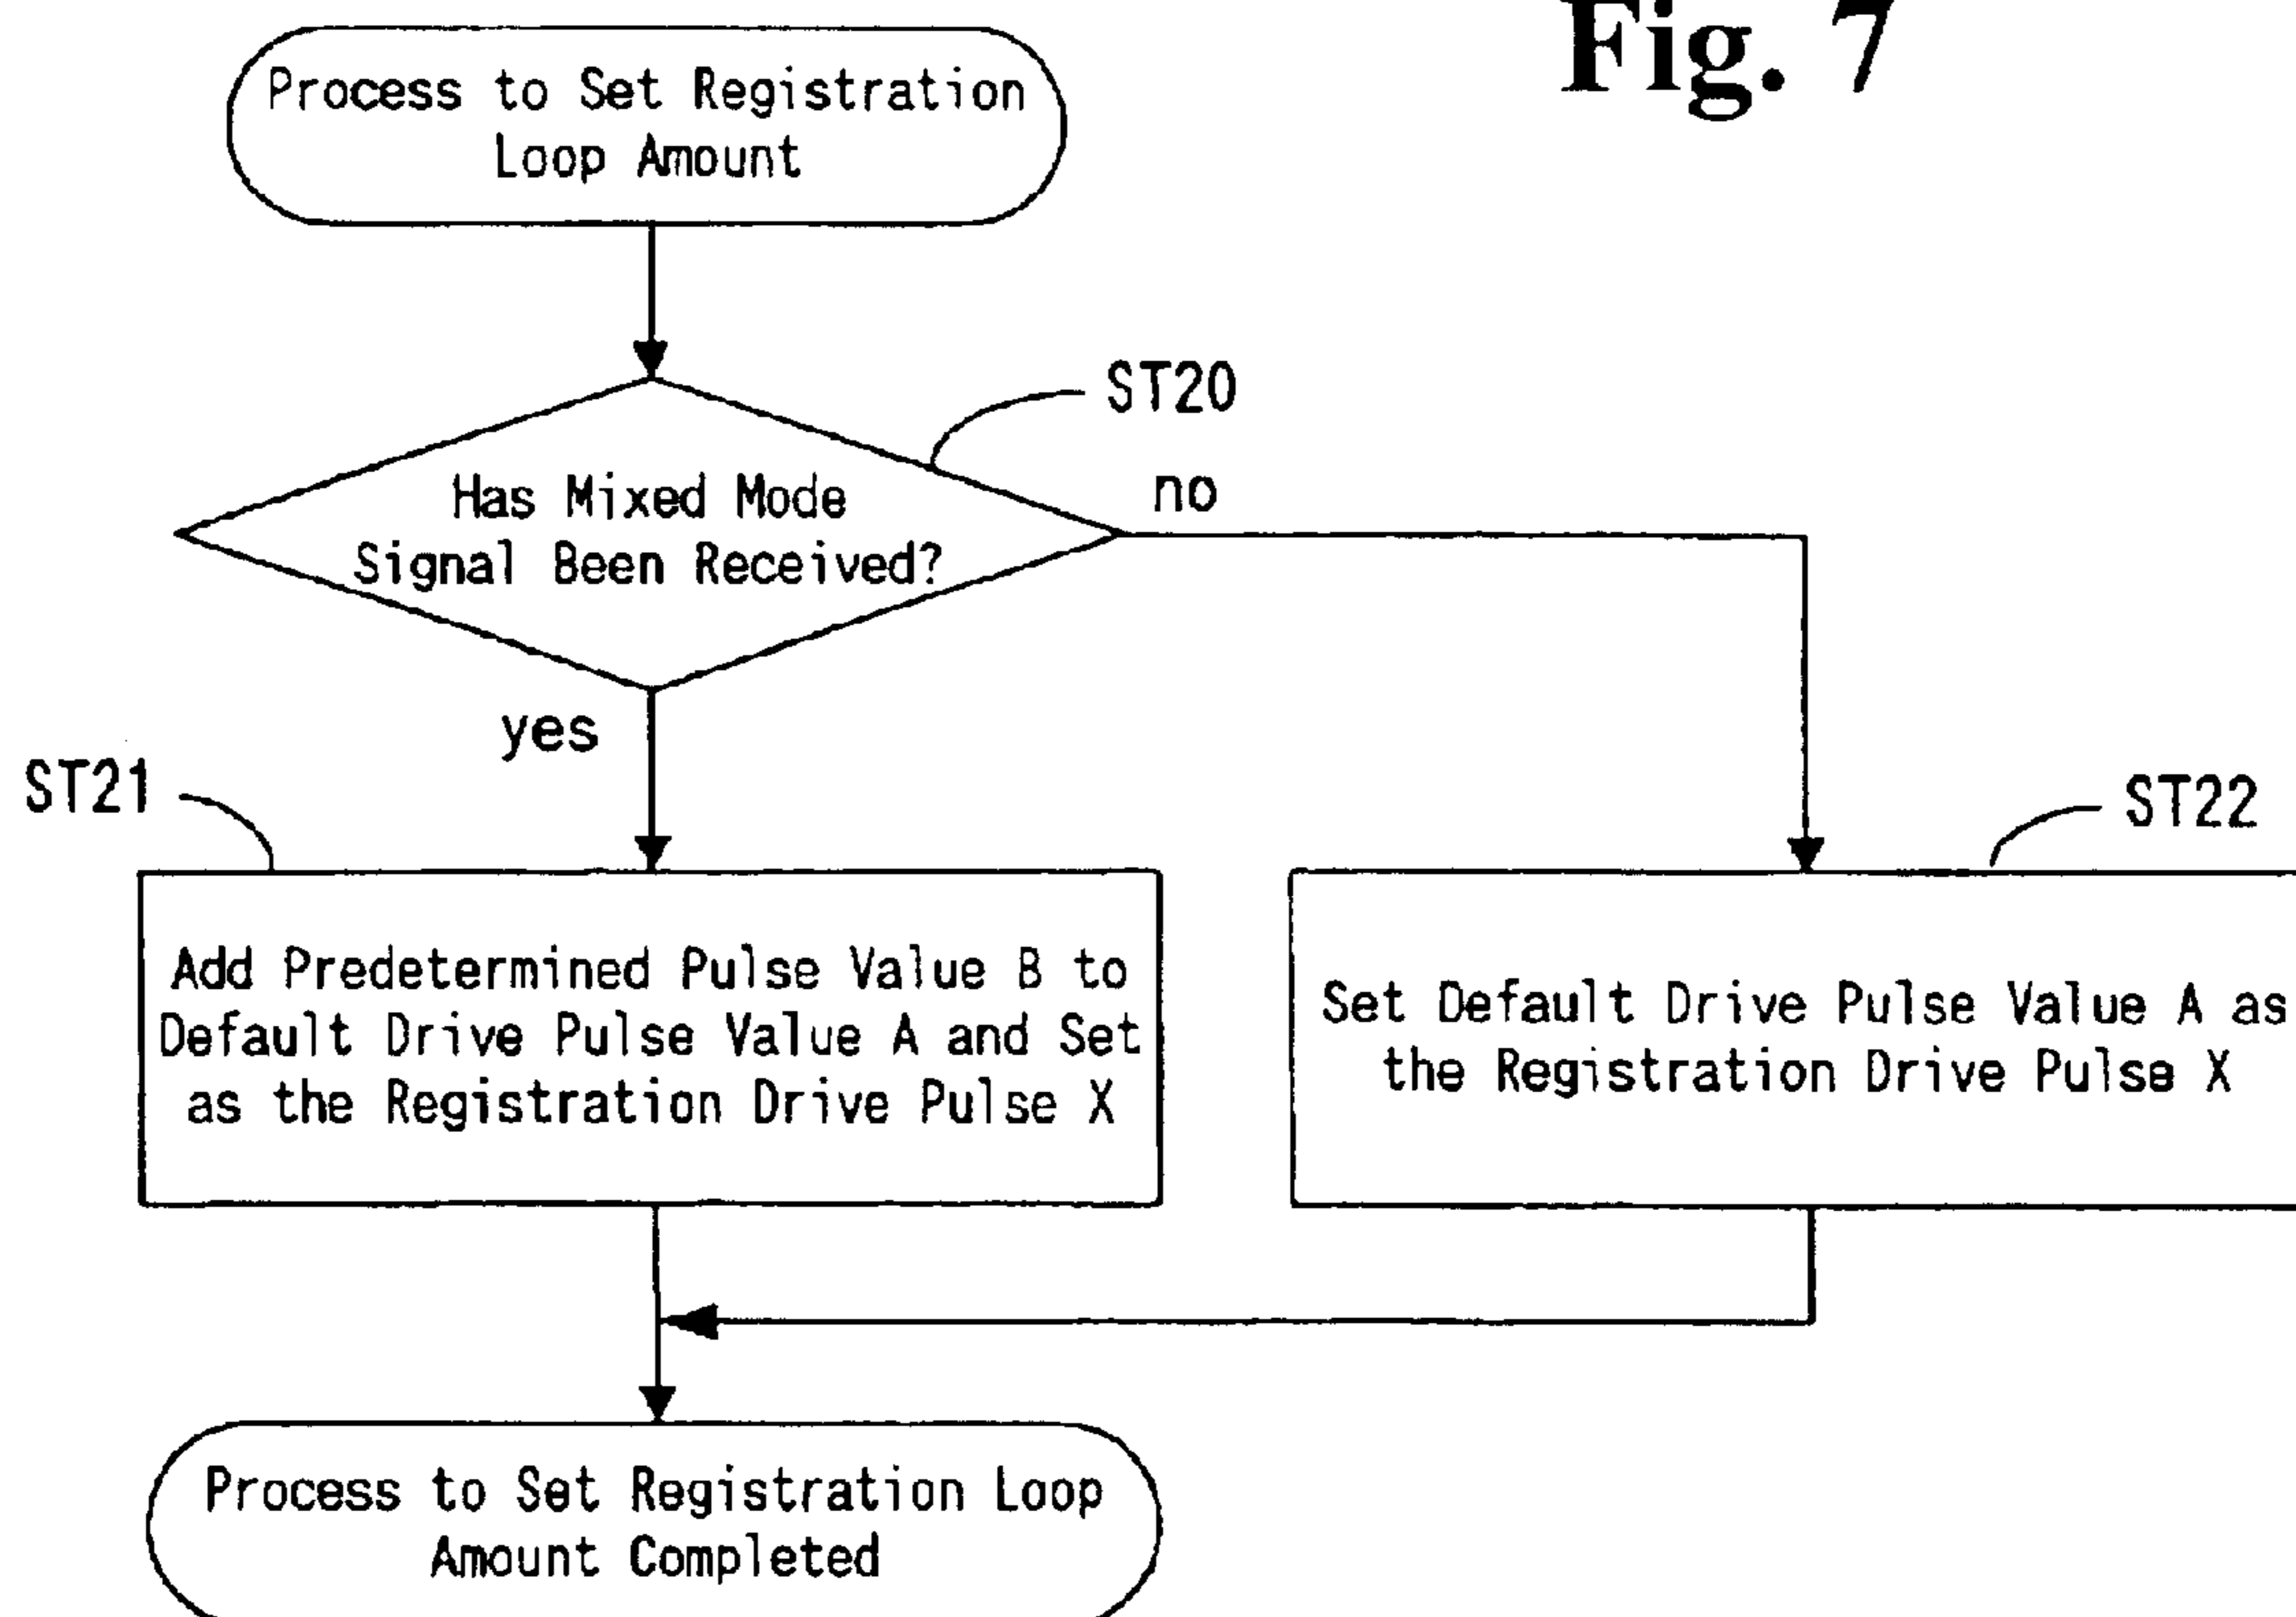 Fig. 7
Process to Set Registration
Loop Amount
ST20
Has Mixed Mode
Signal Been Received?
no
yes
ST21
ST22
Add Predetermined Pulse Value B to
Default Drive Pulse Value A and Set
as the Registration Drive Pulse X
Set Default Drive Pulse Value A as
the Registration Drive Pulse X
Process to Set Registration Loop
Amount Completed